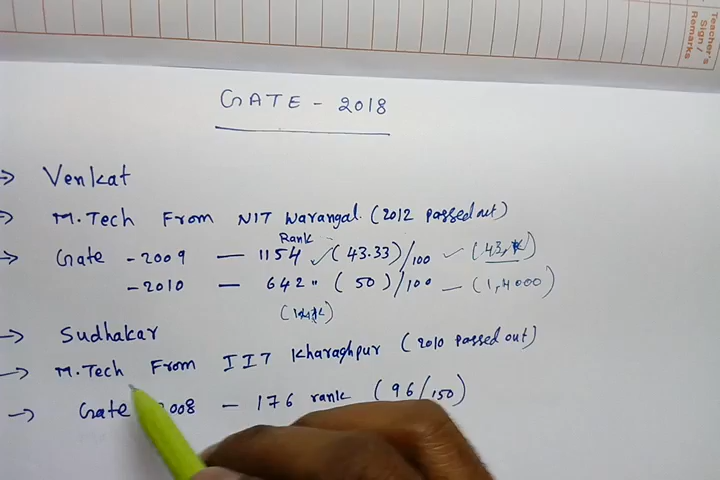 Teacher's
Sign /
Remarks
GATE - 2018
→ Venkat
→ M.Tech From NIT Warangal. (2012 passed out)
Rank
→ Gate - 2009 — 1154 ✓ (43.33)/100 ✓ (43,
- 2010 — 642 " (50)/100 — (1,4000)
→ Sudhakar
→ M.Tech From IIT Kharaghpur (2010 passed out)
→ Gate 2008 — 176 rank (96/150)